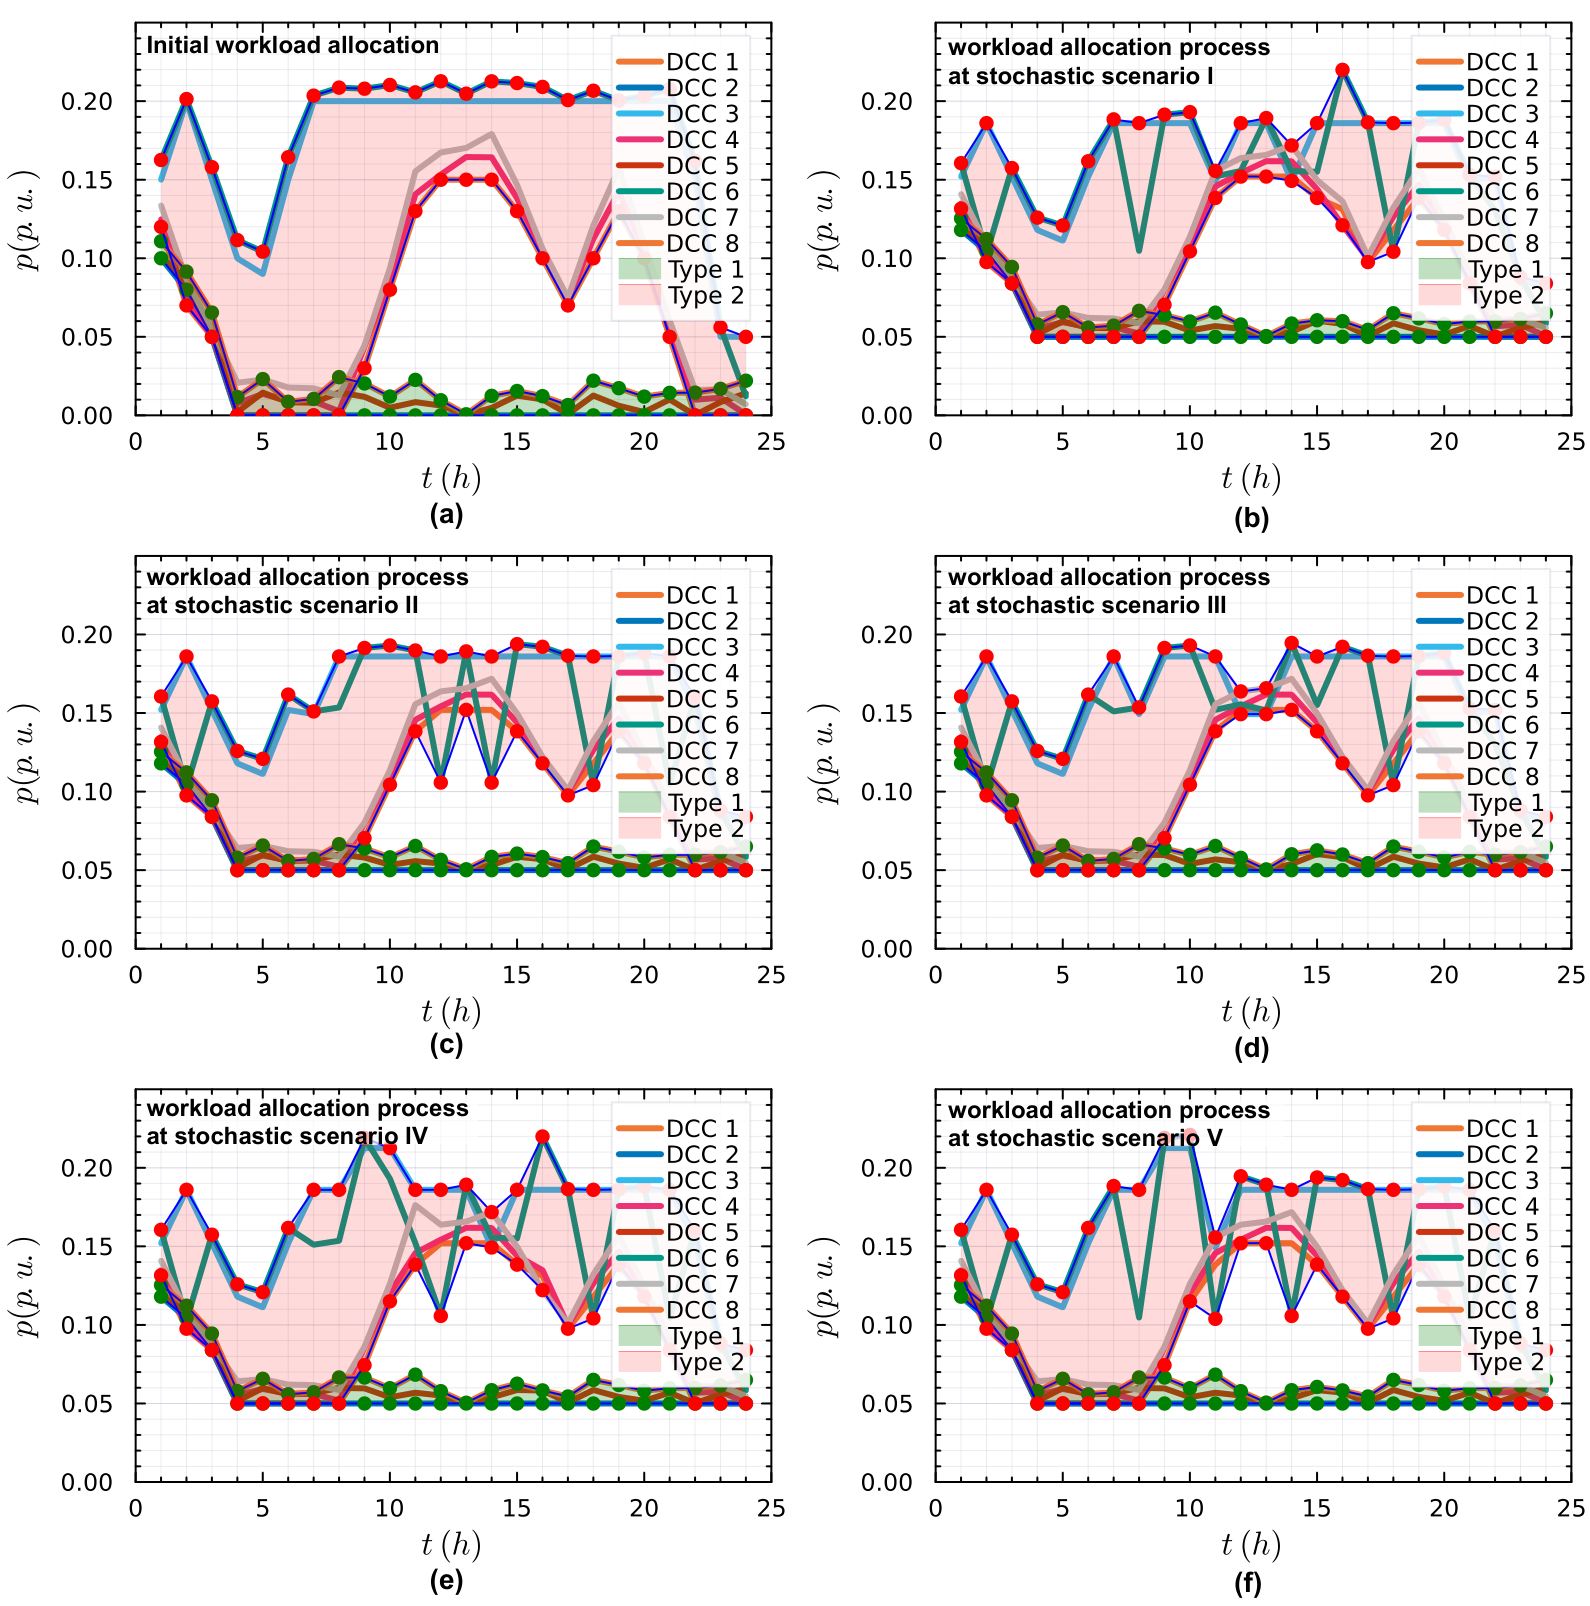 Initial workload allocation
DCC 1
DCC 2
DCC 3
DCC 4
DCC 5
DCC 6
DCC 7
DCC 8
Type 1
Type 2
p(p. u. )
0.20
0.15
0.10
0.05
0.00
0 5 10 15 20 25
t (h)
(a)
workload allocation process
at stochastic scenario I
DCC 1
DCC 2
DCC 3
DCC 4
DCC 5
DCC 6
DCC 7
DCC 8
Type 1
Type 2
p(p. u. )
0.20
0.15
0.10
0.05
0.00
0 5 10 15 20 25
t (h)
(b)
workload allocation process
at stochastic scenario II
DCC 1
DCC 2
DCC 3
DCC 4
DCC 5
DCC 6
DCC 7
DCC 8
Type 1
Type 2
p(p. u. )
0.20
0.15
0.10
0.05
0.00
0 5 10 15 20 25
t (h)
(c)
workload allocation process
at stochastic scenario III
DCC 1
DCC 2
DCC 3
DCC 4
DCC 5
DCC 6
DCC 7
DCC 8
Type 1
Type 2
p(p. u. )
0.20
0.15
0.10
0.05
0.00
0 5 10 15 20 25
t (h)
(d)
workload allocation process
at stochastic scenario IV
DCC 1
DCC 2
DCC 3
DCC 4
DCC 5
DCC 6
DCC 7
DCC 8
Type 1
Type 2
p(p. u. )
0.20
0.15
0.10
0.05
0.00
0 5 10 15 20 25
t (h)
(e)
workload allocation process
at stochastic scenario V
DCC 1
DCC 2
DCC 3
DCC 4
DCC 5
DCC 6
DCC 7
DCC 8
Type 1
Type 2
p(p. u. )
0.20
0.15
0.10
0.05
0.00
0 5 10 15 20 25
t (h)
(f)